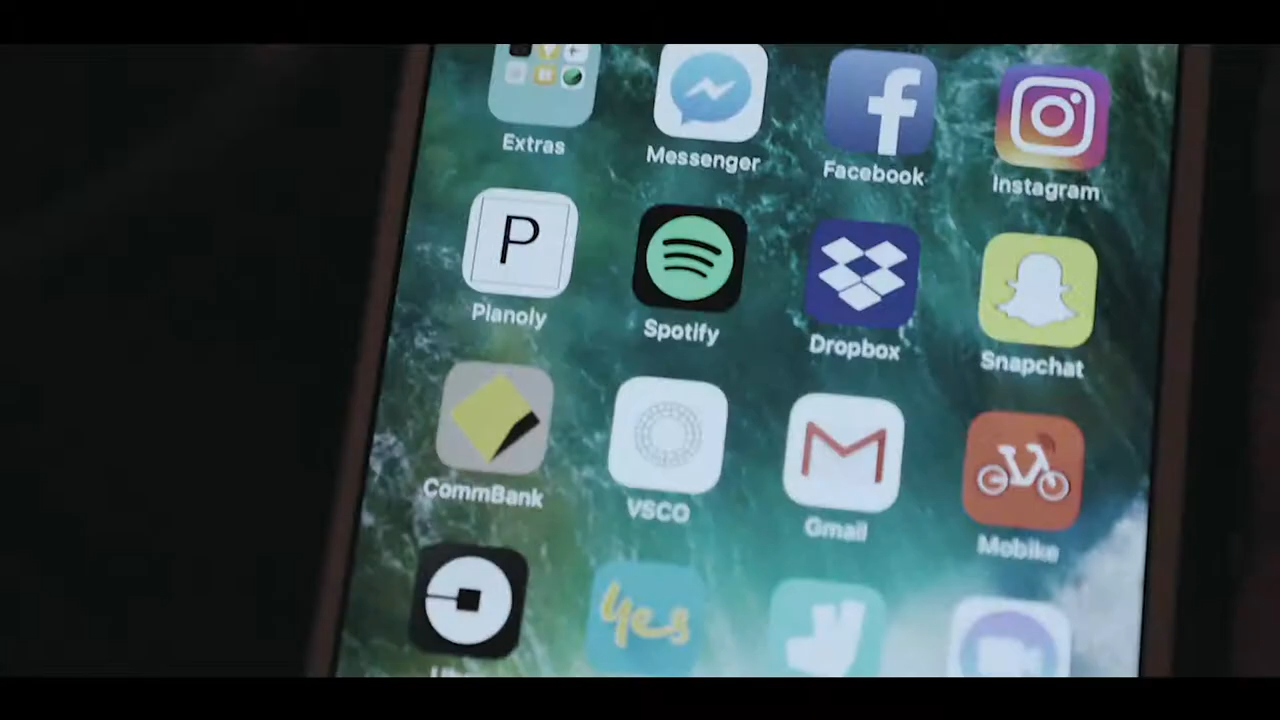 Extras
Messenger
Facebook
Instagram
P
Planoly
Spotify
Dropbox
Snapchat
CommBank
VSCO
Gmail
Mobike
yes